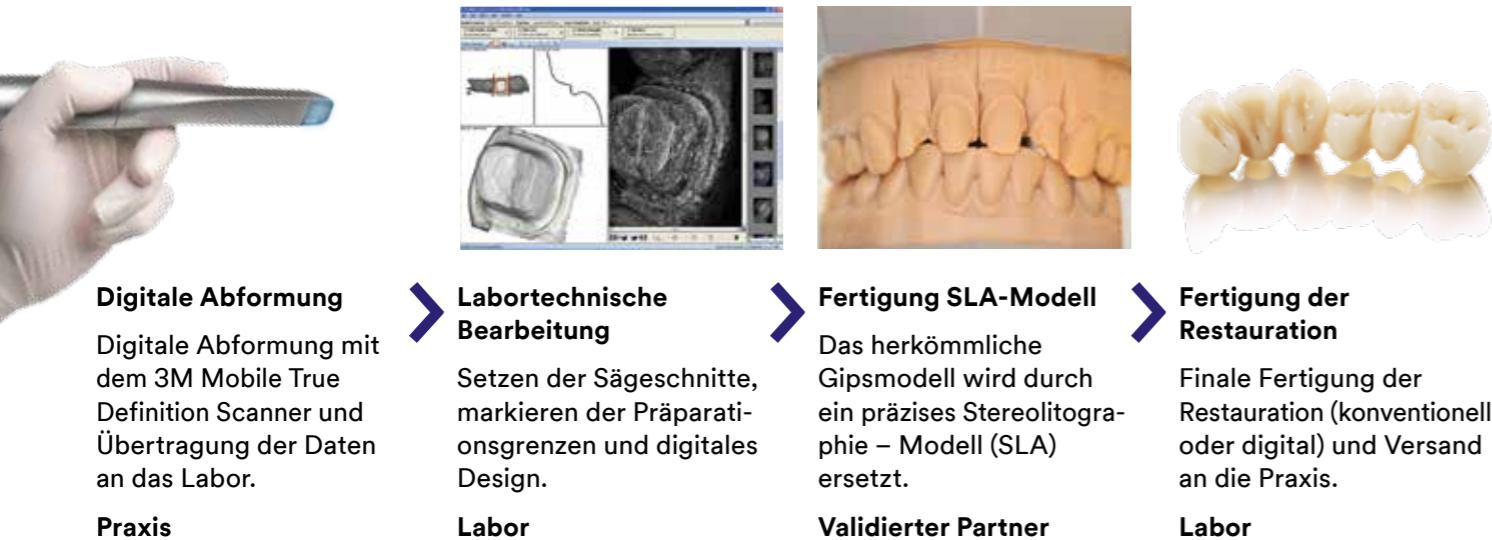 Digitale Abformung
Digitale Abformung mit
dem 3M Mobile True
Definition Scanner und
Übertragung der Daten
an das Labor.
Praxis
Labortechnische
Bearbeitung
Setzen der Sägeschnitte,
markieren der Präparati-
onsgrenzen und digitales
Design.
Labor
Fertigung SLA-Modell
Das herkömmliche
Gipsmodell wird durch
ein präzises Stereolitogra-
phie – Modell (SLA)
ersetzt.
Validierter Partner
Fertigung der
Restauration
Finale Fertigung der
Restauration (konventionell
oder digital) und Versand
an die Praxis.
Labor